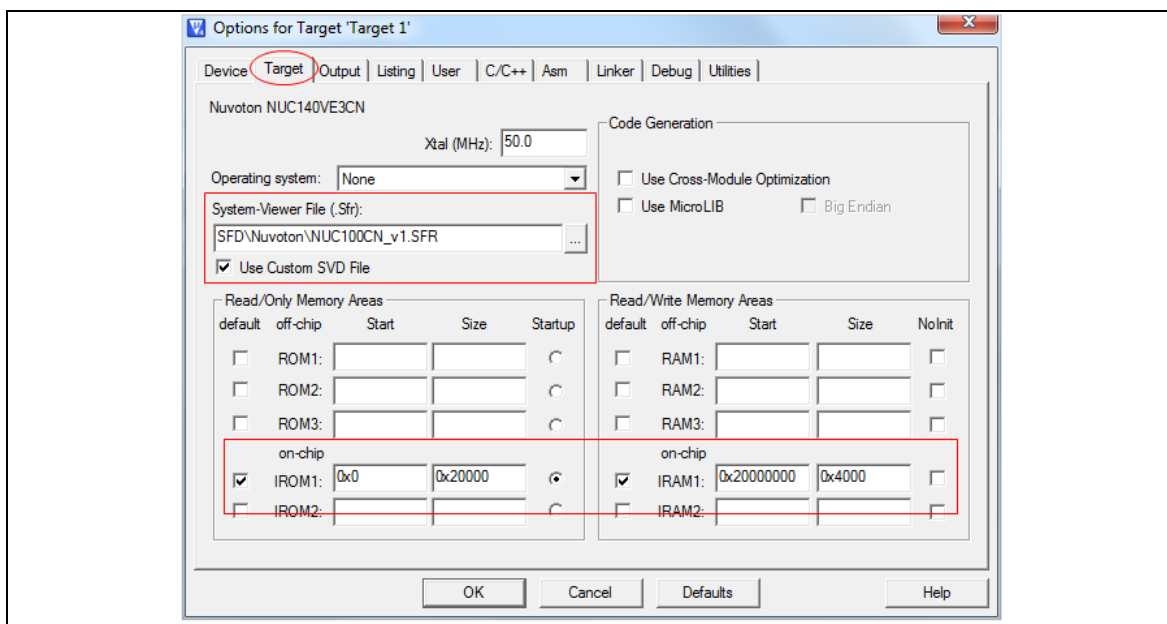 Options for Target 'Target 1'
Device Target Output Listing User C/C++ Asm Linker Debug Utilities
Nuvoton NUC140VE3CN
Xtal (MHz): 50.0
Operating system: None
System-Viewer File (.Sfr):
SFD\Nuvoton\NUC100CN_v1.SFR
...
Use Custom SVD File
Code Generation
Use Cross-Module Optimization
Use MicroLIB Big Endian
Read/Only Memory Areas
default off-chip Start Size Startup
ROM1:
ROM2:
ROM3:
on-chip
IROM1: 0x0 0x20000
IROM2:
Read/Write Memory Areas
default off-chip Start Size NoInit
RAM1:
RAM2:
RAM3:
on-chip
IRAM1: 0x20000000 0x4000
IRAM2:
OK Cancel Defaults Help